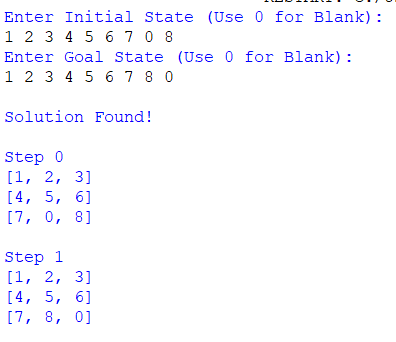 Enter Initial State (Use 0 for Blank):
1 2 3 4 5 6 7 0 8
Enter Goal State (Use 0 for Blank):
1 2 3 4 5 6 7 8 0
Solution Found!
Step 0
[1, 2, 3]
[4, 5, 6]
[7, 0, 8]
Step 1
[1, 2, 3]
[4, 5, 6]
[7, 8, 0]